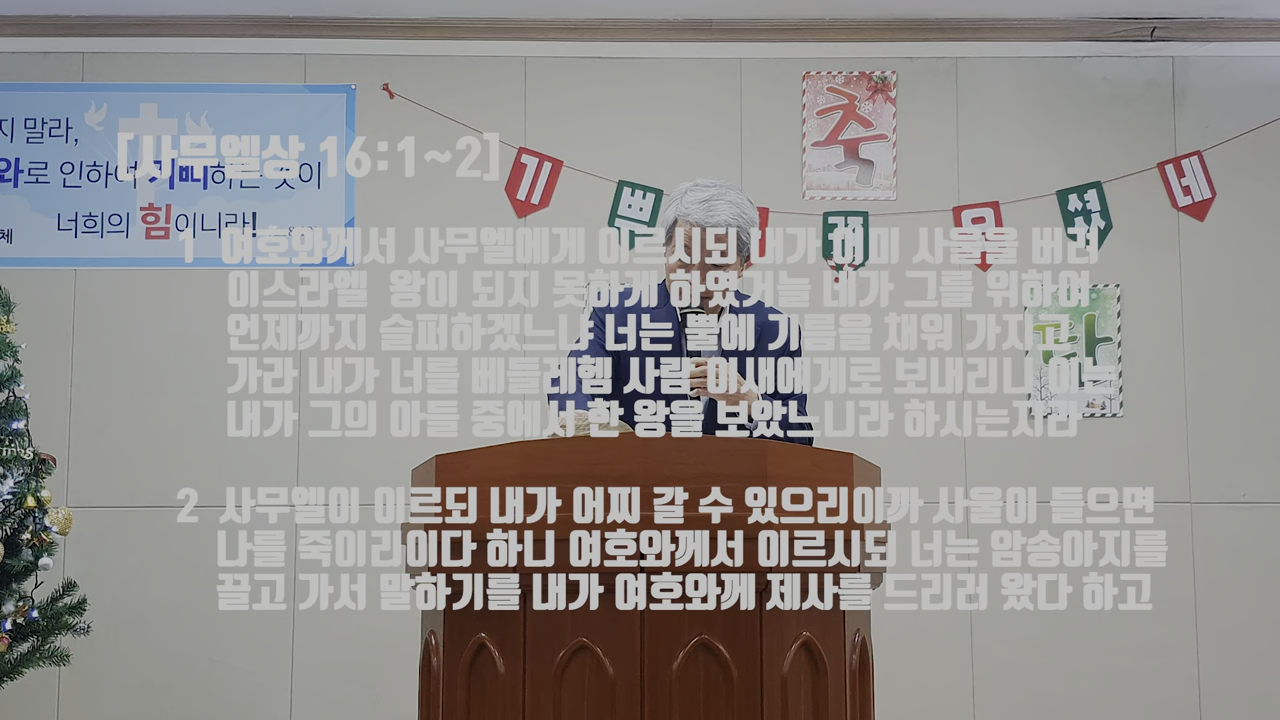 지 말라,
와로 인하여 기뻐하는 것이
너희의 힘이니라!
체
축
기 쁘 구 주 오 셨 네
탄
[사무엘상 16:1~2]
1 여호와께서 사무엘에게 이르시되 내가 이미 사울을 버려
이스라엘 왕이 되지 못하게 하였거늘 네가 그를 위하여
언제까지 슬퍼하겠느냐 너는 뿔에 기름을 채워 가지고
가라 내가 너를 베들레헴 사람 이새에게로 보내리니 이는
내가 그의 아들 중에서 한 왕을 보았느니라 하시는지라
2 사무엘이 이르되 내가 어찌 갈 수 있으리이까 사울이 들으면
나를 죽이리이다 하니 여호와께서 이르시되 너는 암송아지를
끌고 가서 말하기를 내가 여호와께 제사를 드리러 왔다 하고